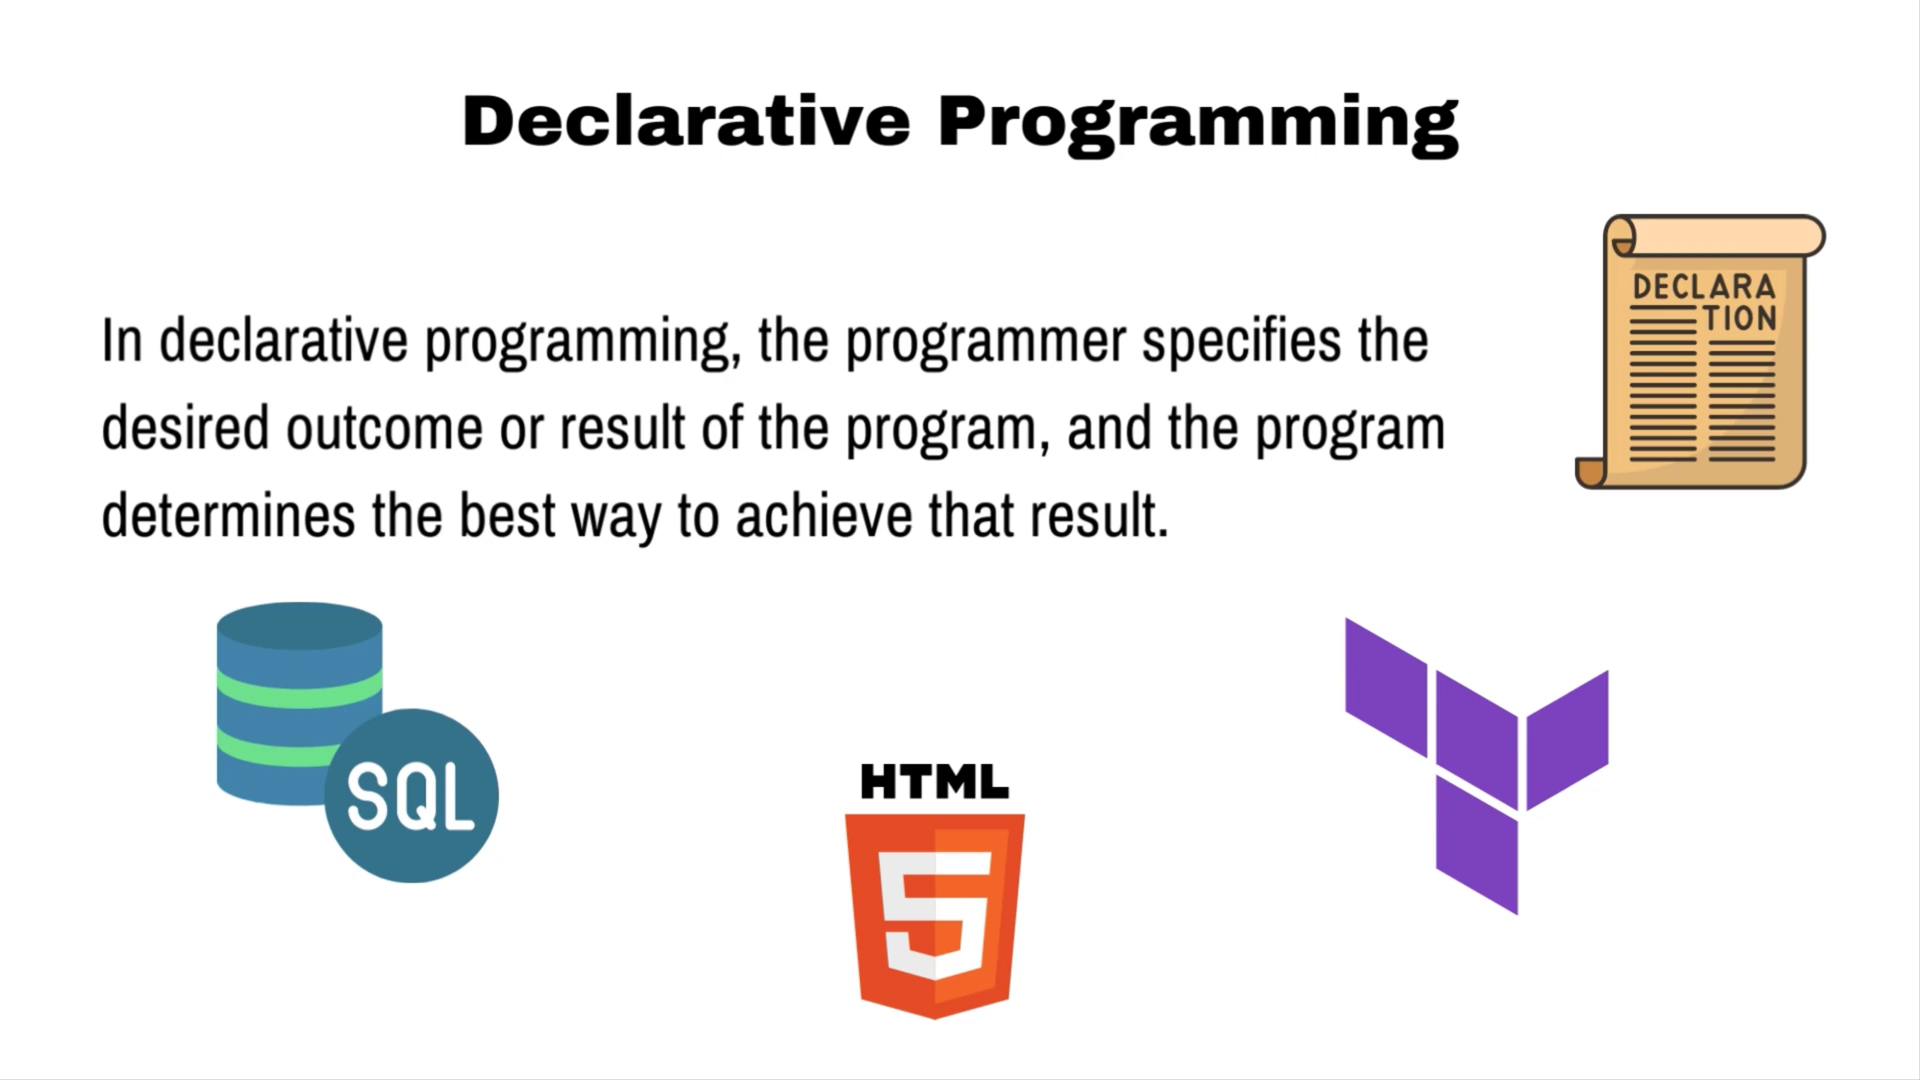 Declarative Programming
DECLARA
TION
In declarative programming, the programmer specifies the
desired outcome or result of the program, and the program
determines the best way to achieve that result.
SQL
HTML
5